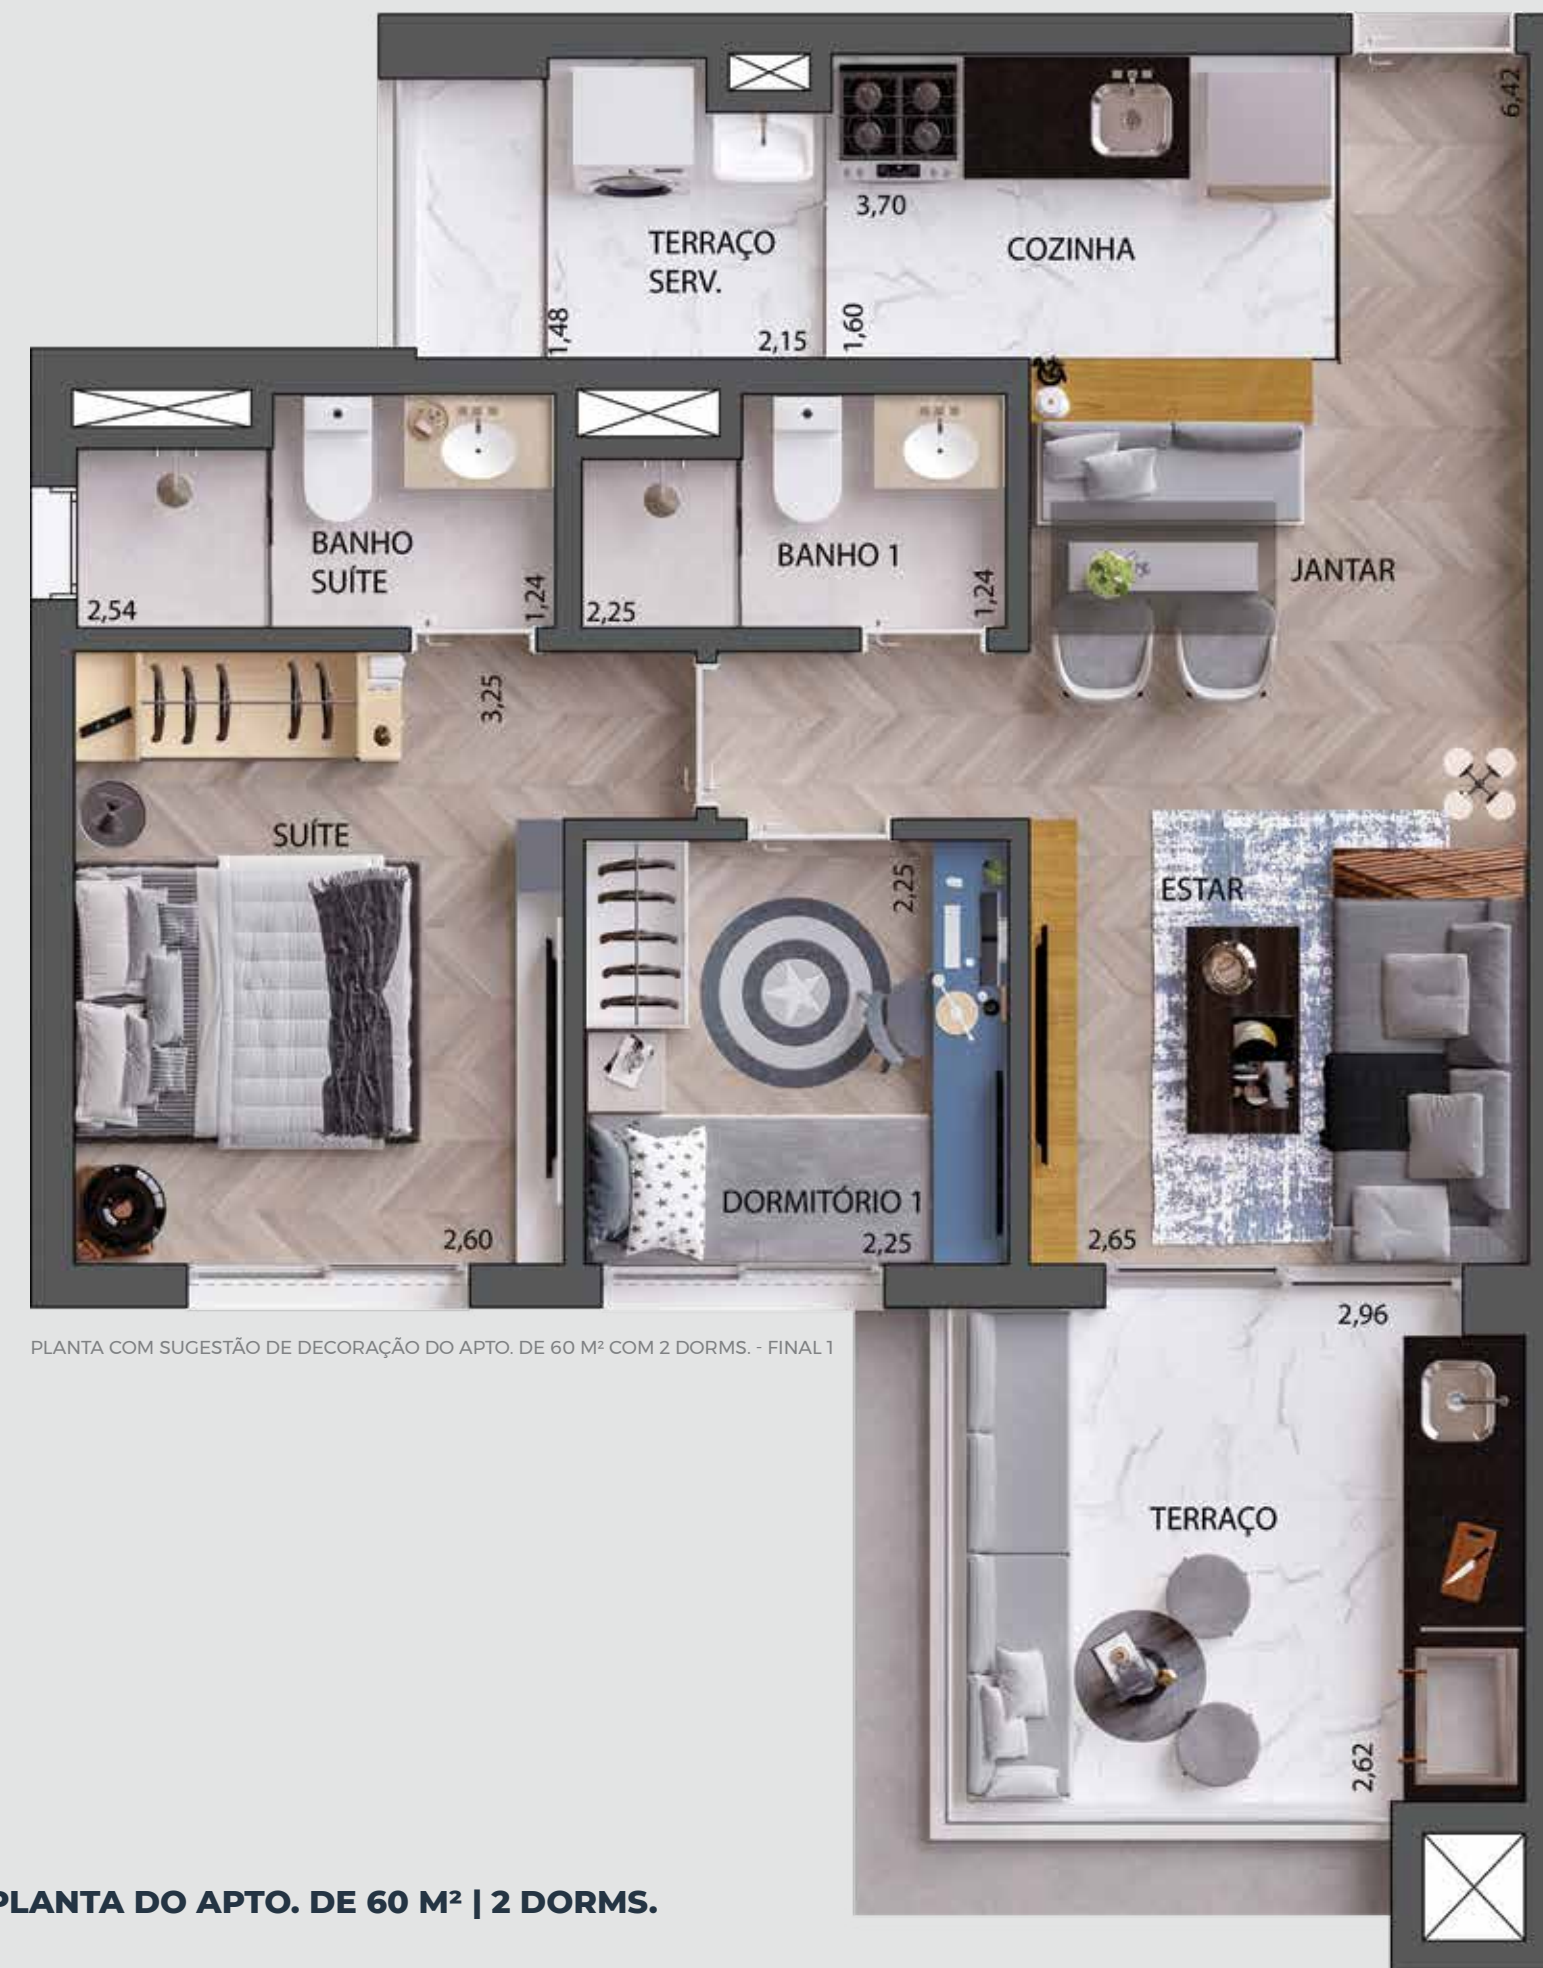 6,42
3,70
TERRAÇO
SERV.
COZINHA
1,48
2,15
1,60
BANHO
SUÍTE
BANHO 1
JANTAR
2,54
1,24
2,25
1,24
3,25
SUÍTE
2,25
ESTAR
DORMITÓRIO 1
2,60
2,25
2,65
2,96
PLANTA COM SUGESTÃO DE DECORAÇÃO DO APTO. DE 60 M² COM 2 DORMS. - FINAL 1
TERRAÇO
2,62
PLANTA DO APTO. DE 60 M² | 2 DORMS.